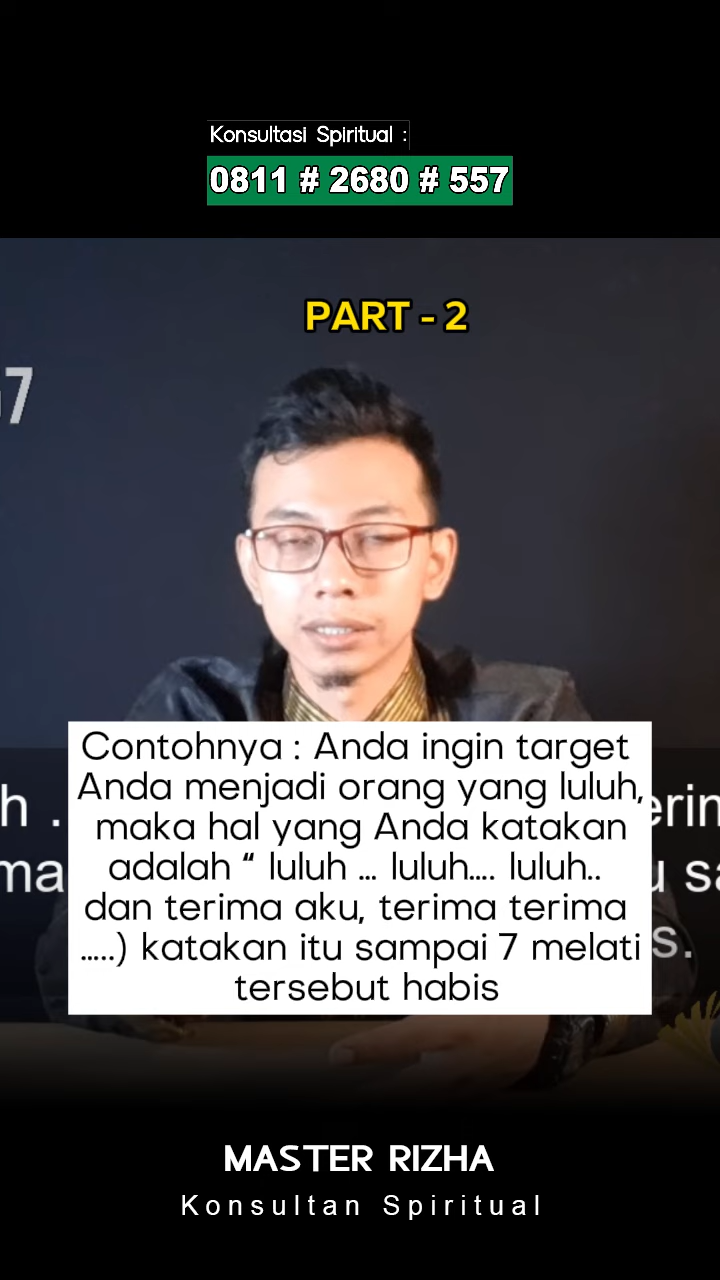 Konsultasi Spiritual :
0811 # 2680 # 557
PART - 2
7
Contohnya : Anda ingin target
Anda menjadi orang yang luluh,
maka hal yang Anda katakan
adalah “ luluh ... luluh.... luluh..
dan terima aku, terima terima
.....) katakan itu sampai 7 melati
tersebut habis
MASTER RIZHA
Konsultan Spiritual